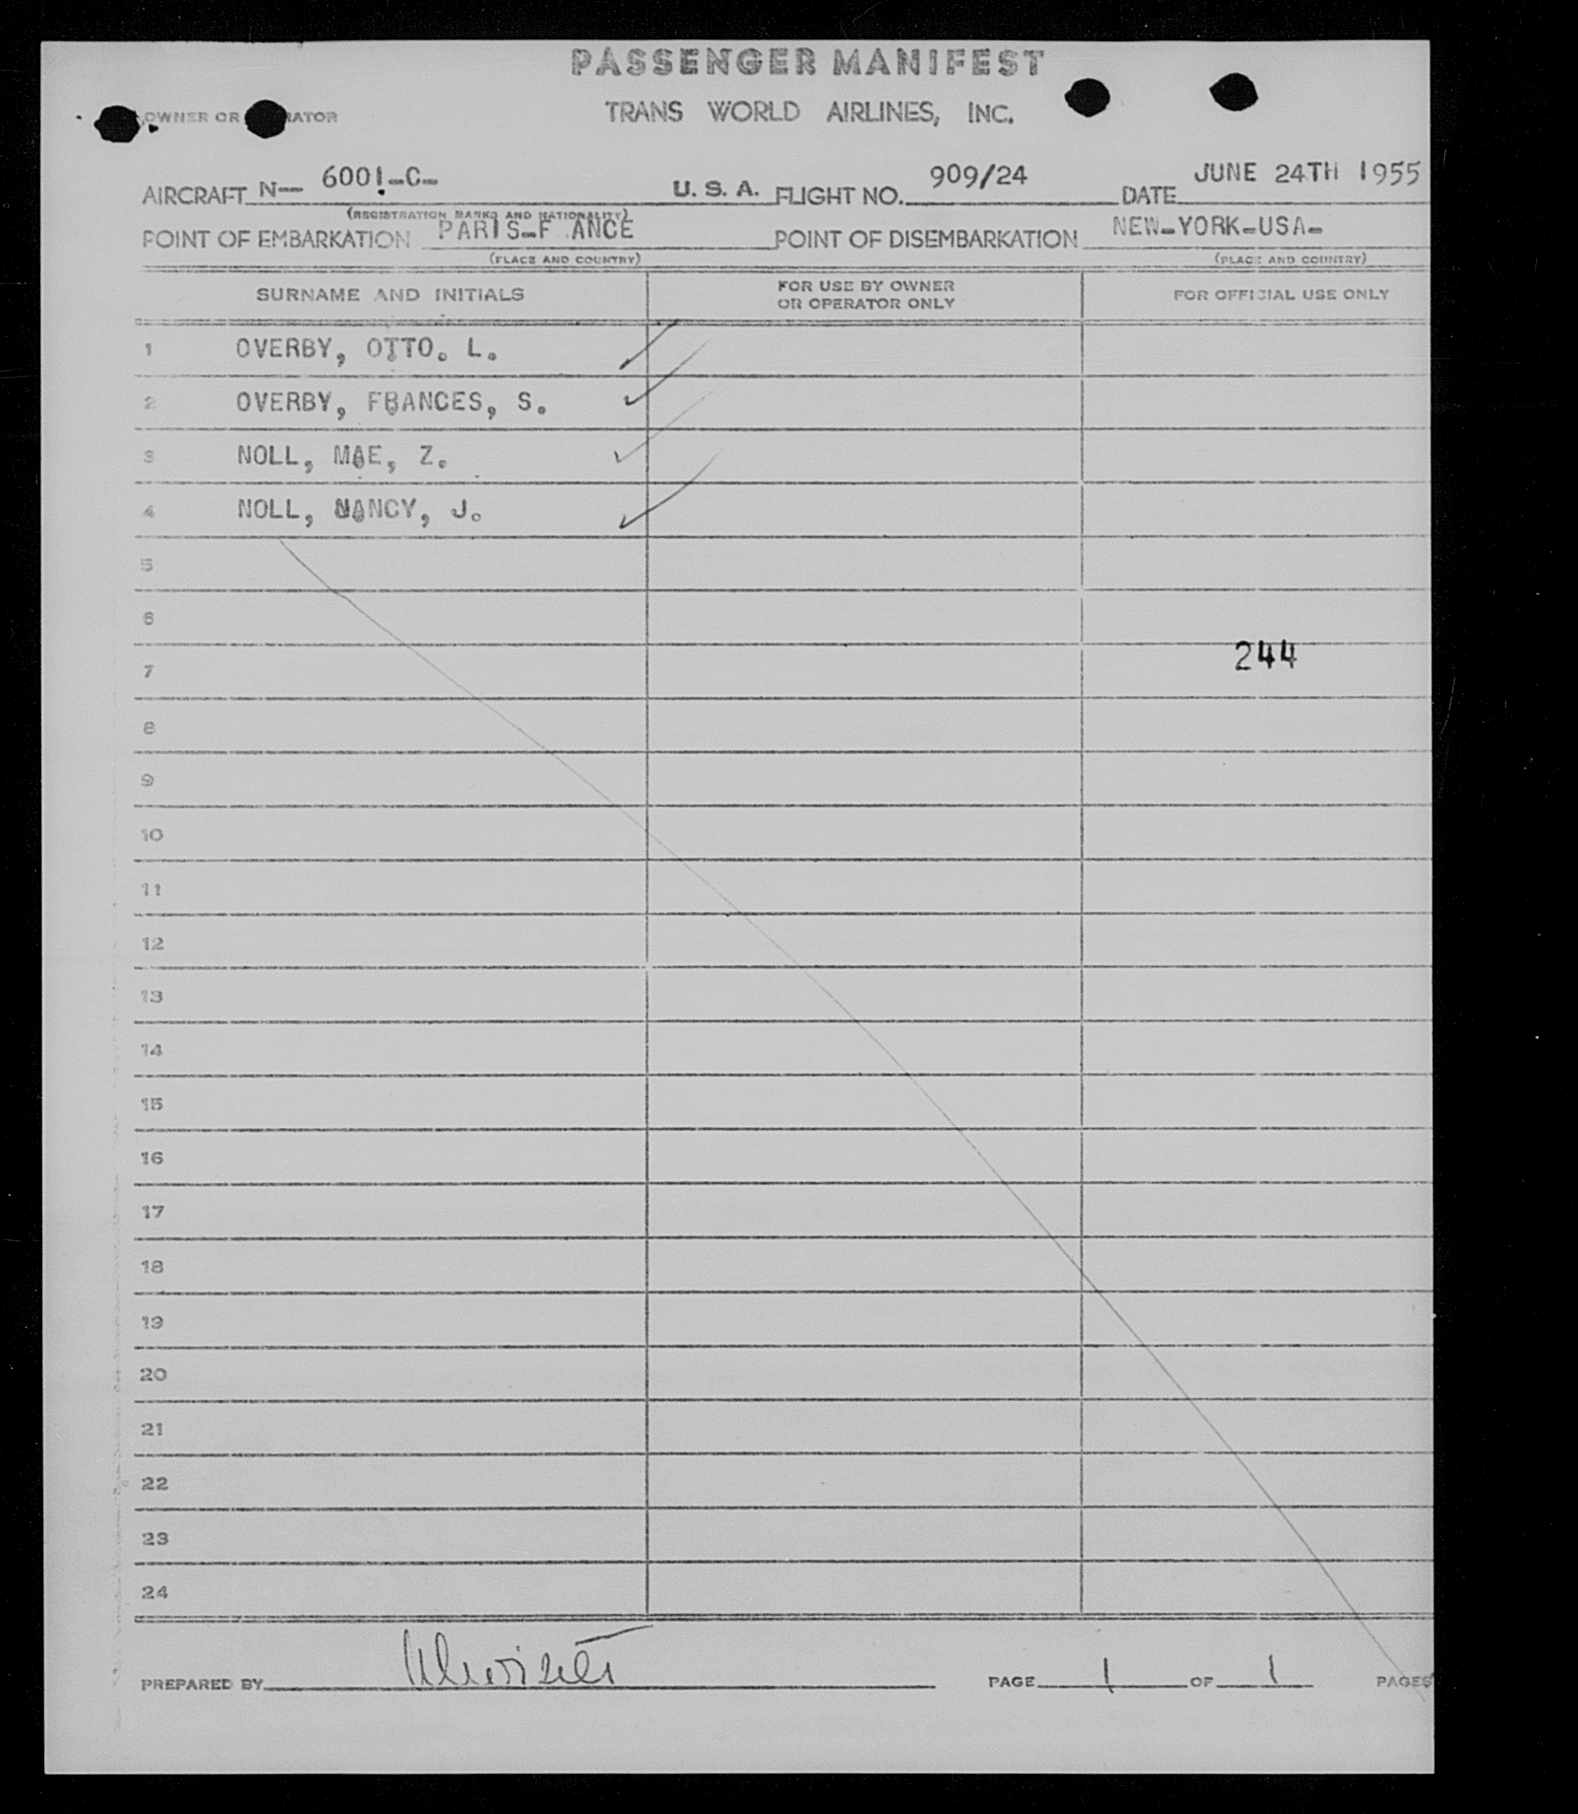 PASSENGER MANIFEST
OWNER OR RATOR TRANS WORLD AIRLINES, INC.
AIRCRAFT N-- 6001-C- U. S. A. FLIGHT NO. 909/24 DATE JUNE 24TH 1955
(REGISTRATION MARKS AND NATIONALITY)
POINT OF EMBARKATION PARIS-F ANCE POINT OF DISEMBARKATION NEW-YORK-USA-
(PLACE AND COUNTRY) (PLACE AND COUNTRY)
SURNAME AND INITIALS FOR USE BY OWNER OR OPERATOR ONLY FOR OFFICIAL USE ONLY
1 OVERBY, OTTO. L.
2 OVERBY, FRANCES, S.
3 NOLL, MAE, Z.
4 NOLL, NANCY, J.
5
6
7 244
8
9
10
11
12
13
14
15
16
17
18
19
20
21
22
23
24
PREPARED BY PAGE 1 OF 1 PAGES